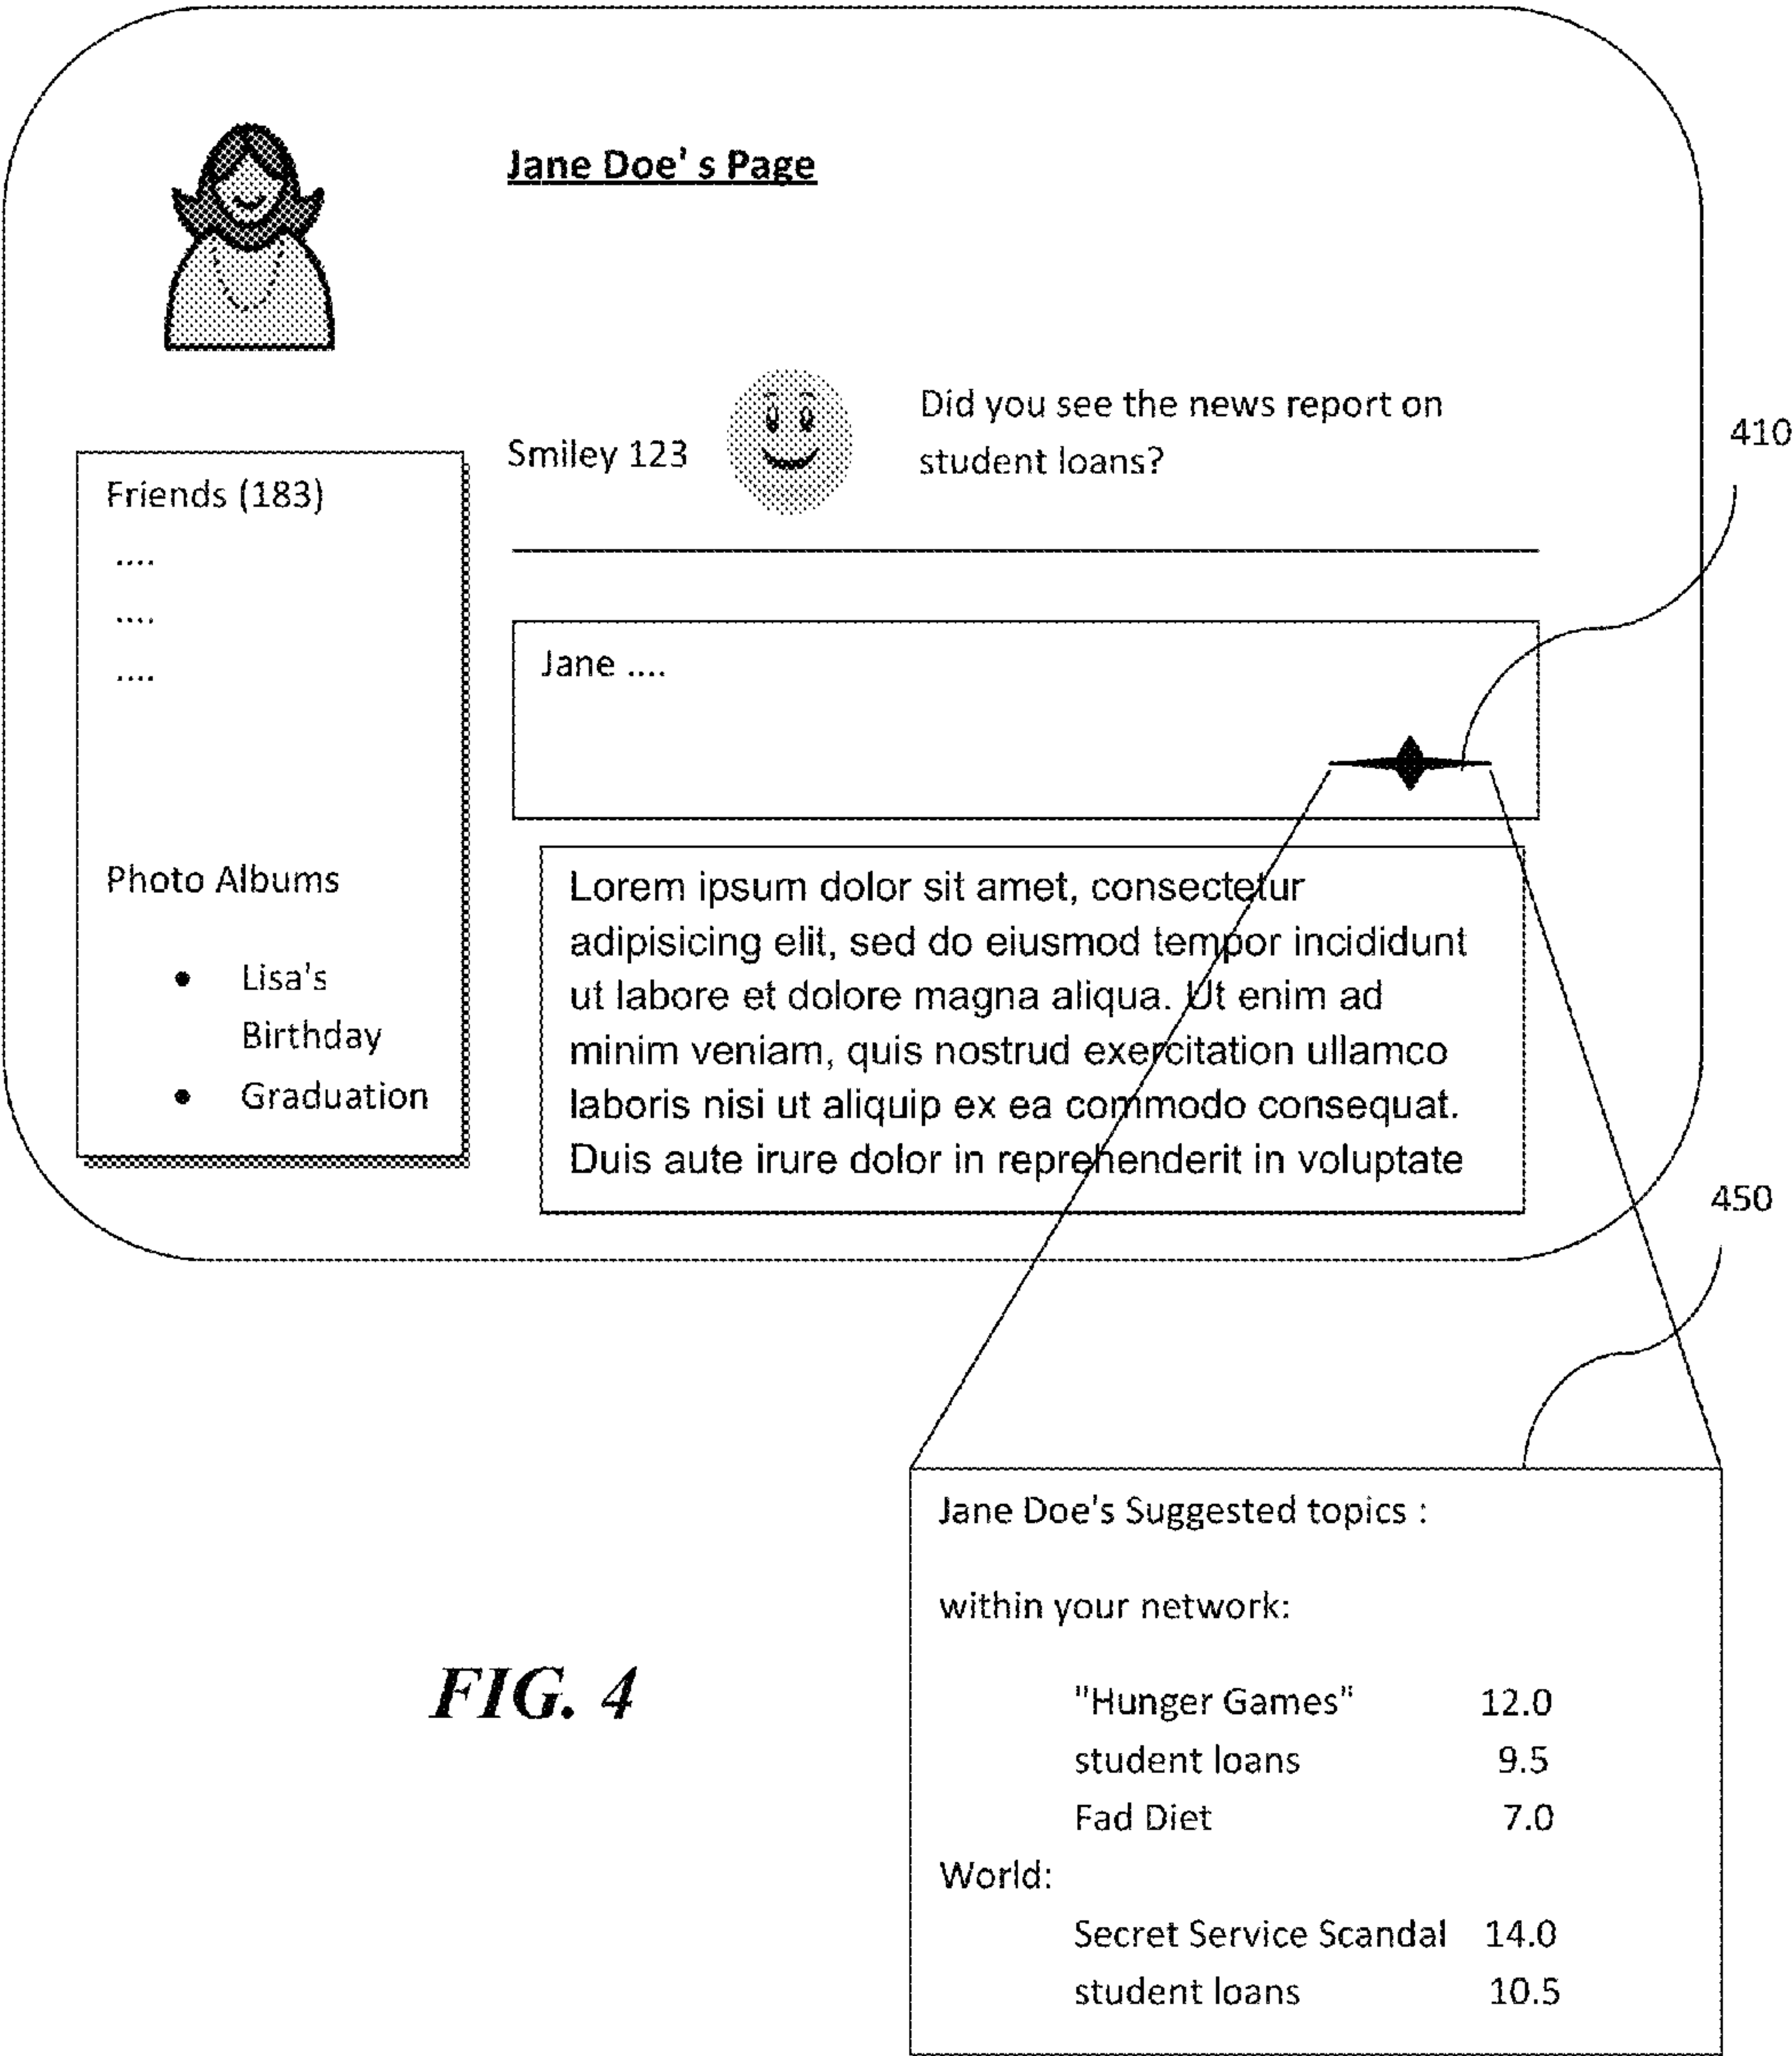 Jane Doe' s Page
Smiley 123
Did you see the news report on
student loans?
410
Friends (183)
....
....
....
Photo Albums
• Lisa's
Birthday
• Graduation
Jane ....
Lorem ipsum dolor sit amet, consectetur
adipisicing elit, sed do eiusmod tempor incididunt
ut labore et dolore magna aliqua. Ut enim ad
minim veniam, quis nostrud exercitation ullamco
laboris nisi ut aliquip ex ea commodo consequat.
Duis aute irure dolor in reprehenderit in voluptate
450
Jane Doe's Suggested topics :
within your network:
"Hunger Games" 12.0
student loans 9.5
Fad Diet 7.0
World:
Secret Service Scandal 14.0
student loans 10.5
FIG. 4